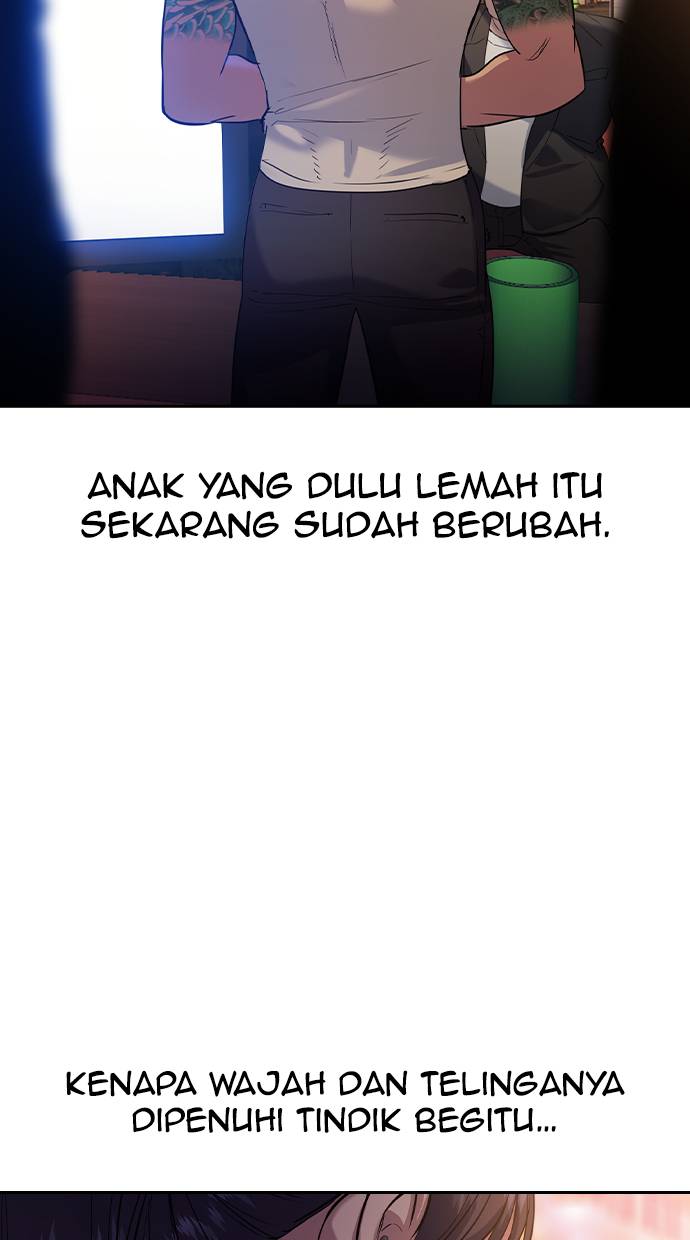 ANAK YANG DULU LEMAH ITU
SEKARANG SUDAH BERUBAH.
KENAPA WAJAH DAN TELINGANYA
DIPENUHI TINDIK BEGITU...